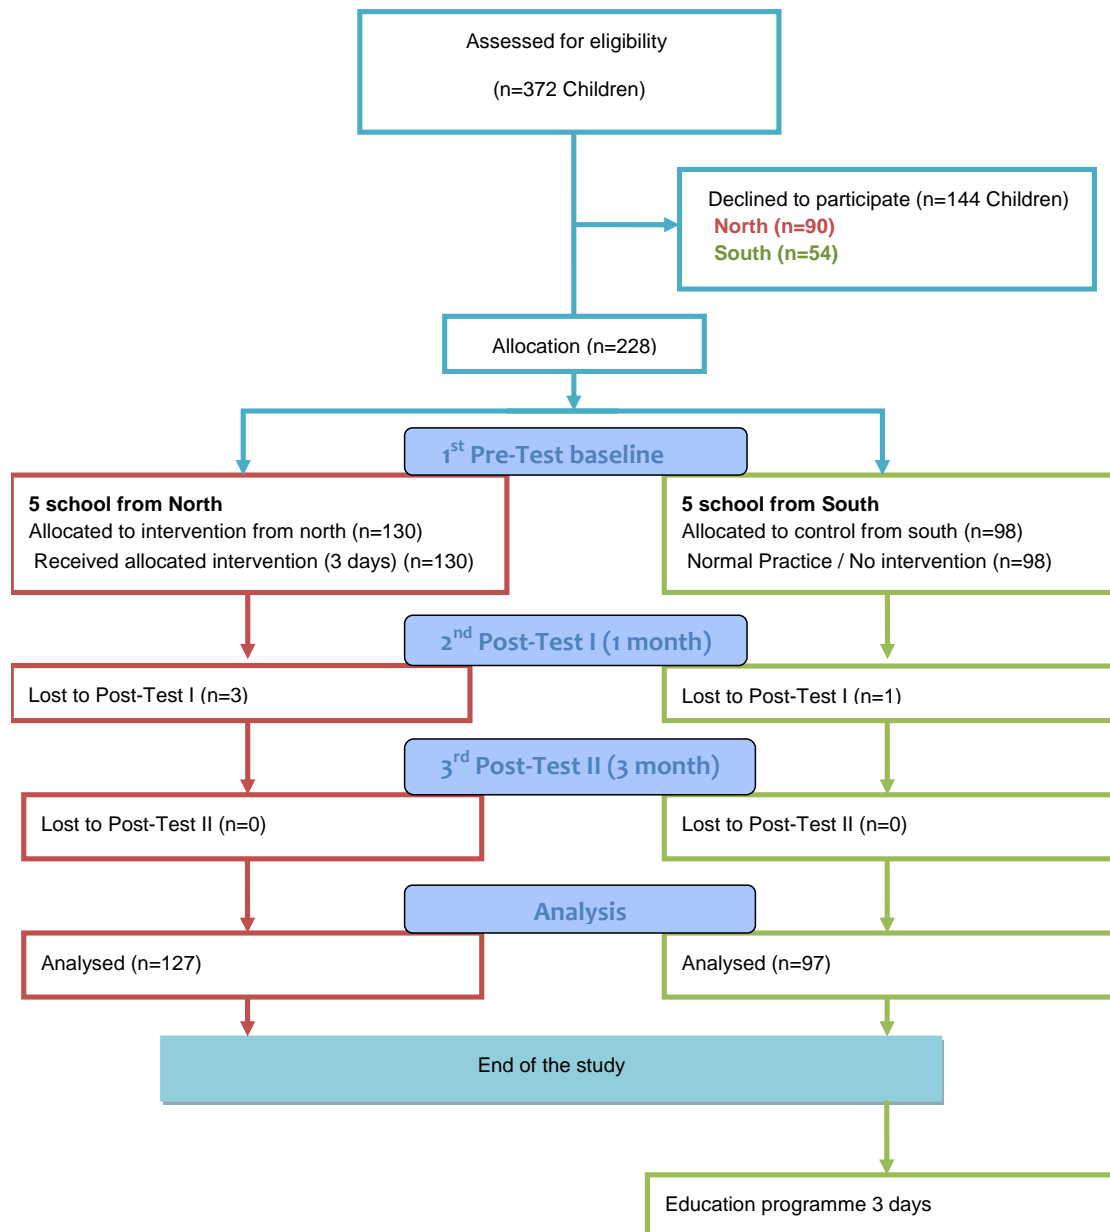 Assessed for eligibility
(n=372 Children)
Declined to participate (n=144 Children)
North (n=90)
South (n=54)
Allocation (n=228)
1st Pre-Test baseline
5 school from North
Allocated to intervention from north (n=130)
Received allocated intervention (3 days) (n=130)
5 school from South
Allocated to control from south (n=98)
Normal Practice / No intervention (n=98)
2nd Post-Test I (1 month)
Lost to Post-Test I (n=3)
Lost to Post-Test I (n=1)
3rd Post-Test II (3 month)
Lost to Post-Test II (n=0)
Lost to Post-Test II (n=0)
Analysis
Analysed (n=127)
Analysed (n=97)
End of the study
Education programme 3 days